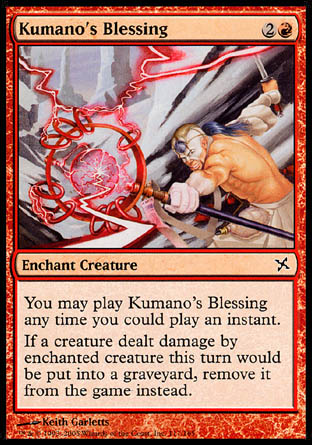 Kumano's Blessing 2
Enchant Creature
You may play Kumano's Blessing
any time you could play an instant.
If a creature dealt damage by
enchanted creature this turn would
be put into a graveyard, remove it
from the game instead.
Keith Garletts